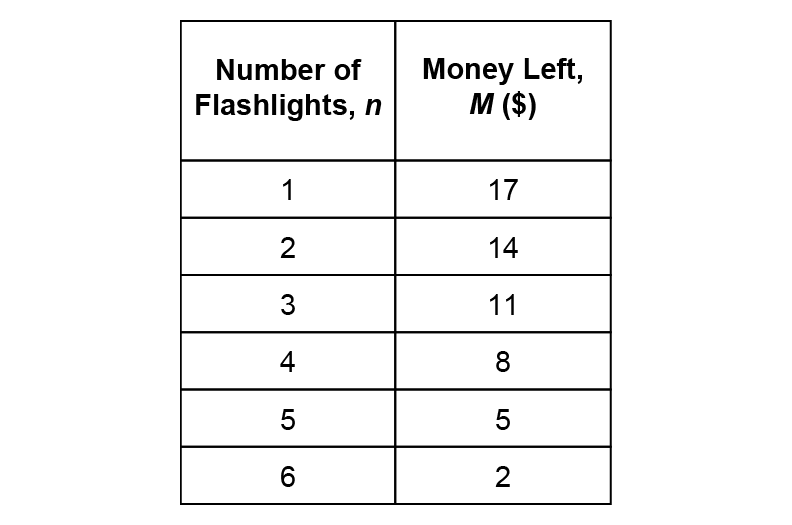 Number of
Flashlights, n
Money Left,
M ($)
1 17
2 14
3 11
4 8
5 5
6 2